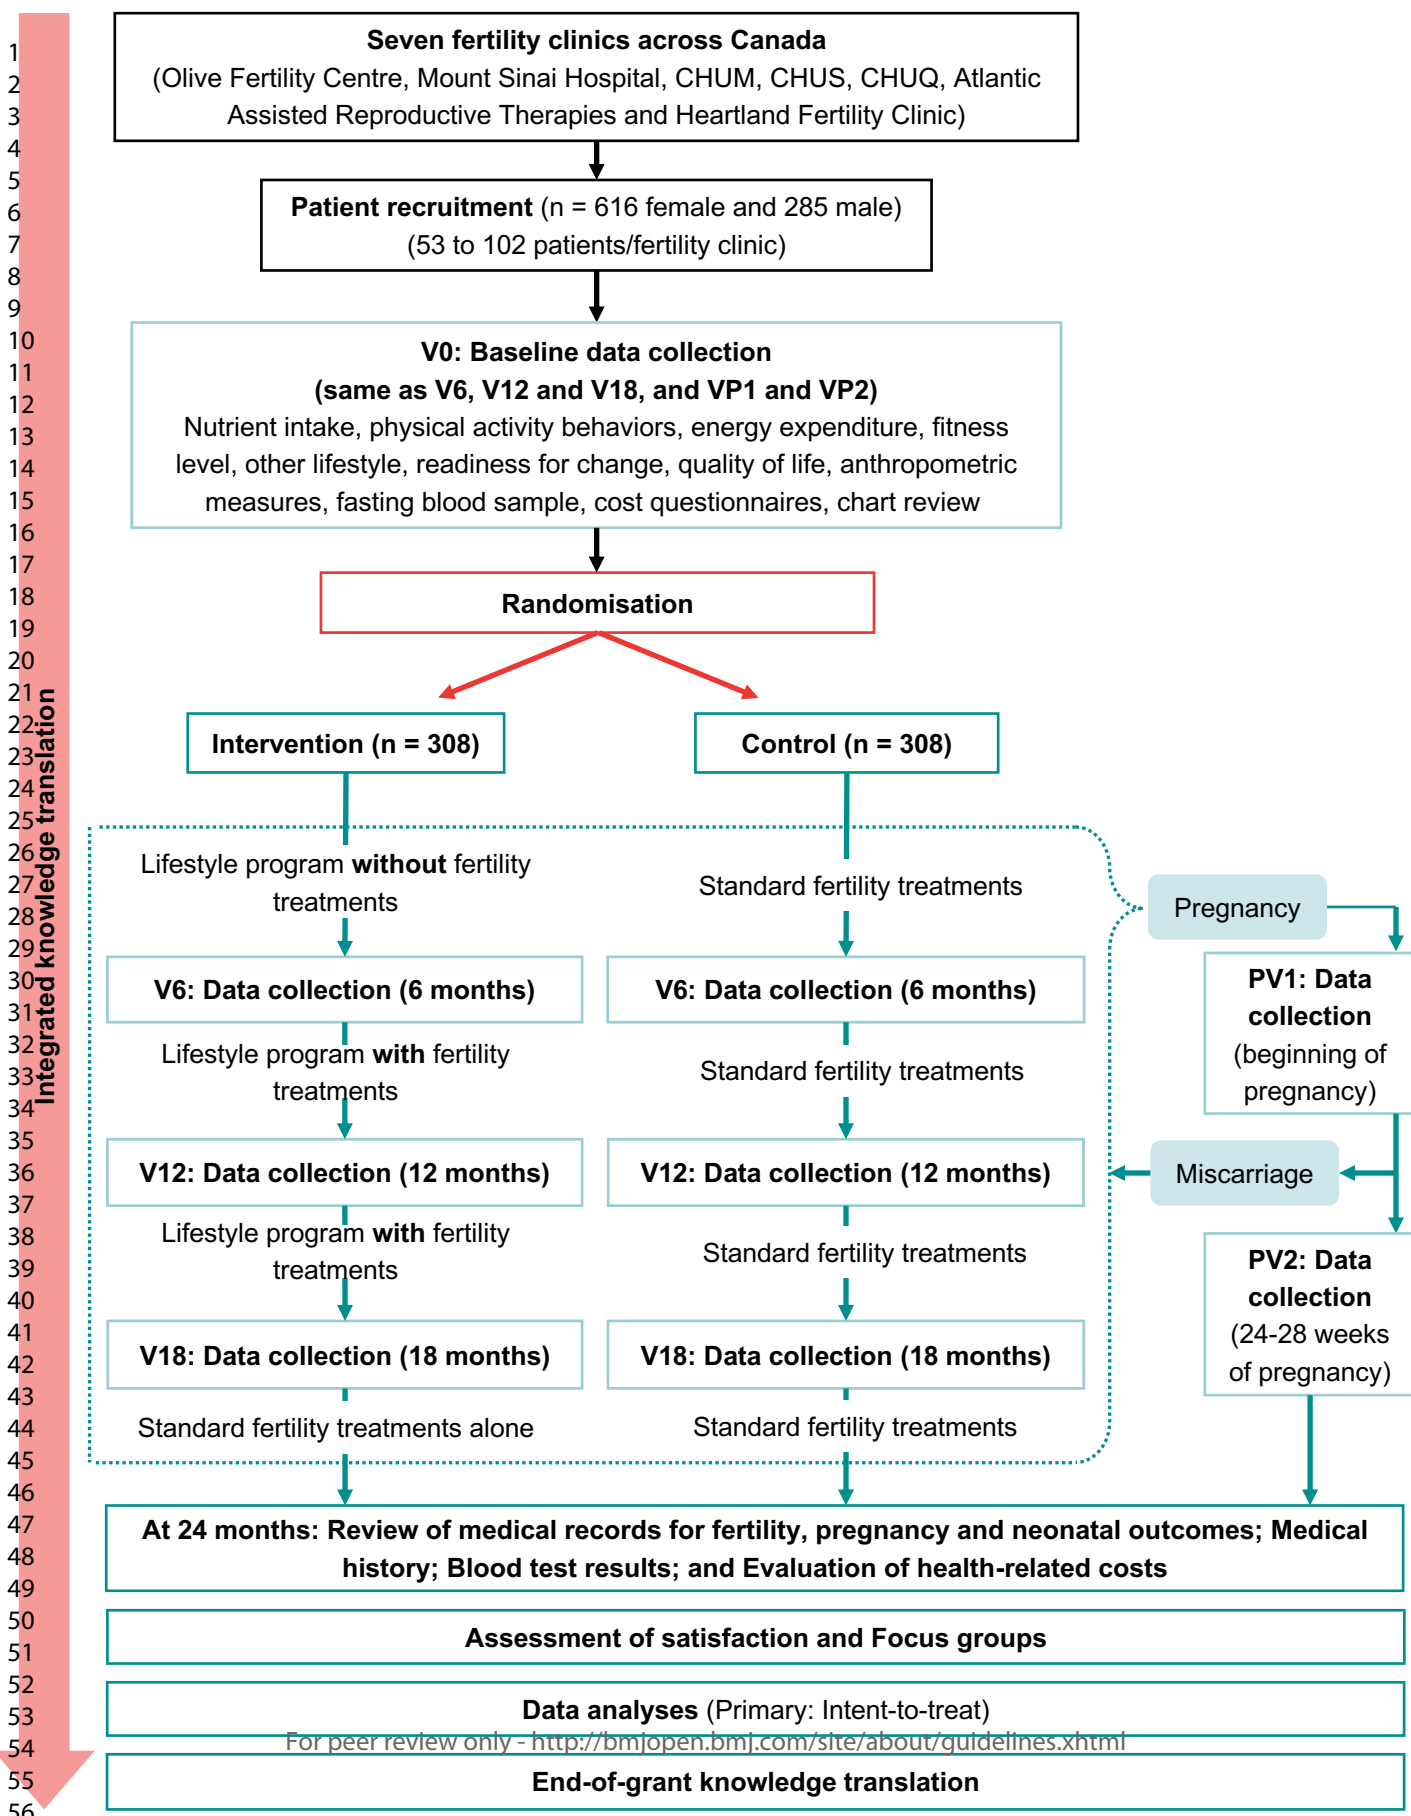 Seven fertility clinics across Canada
(Olive Fertility Centre, Mount Sinai Hospital, CHUM, CHUS, CHUQ, Atlantic
Assisted Reproductive Therapies and Heartland Fertility Clinic)
Patient recruitment (n = 616 female and 285 male)
(53 to 102 patients/fertility clinic)
V0: Baseline data collection
(same as V6, V12 and V18, and VP1 and VP2)
Nutrient intake, physical activity behaviors, energy expenditure, fitness
level, other lifestyle, readiness for change, quality of life, anthropometric
measures, fasting blood sample, cost questionnaires, chart review
Randomisation
Intervention (n = 308)
Control (n = 308)
Lifestyle program without fertility
treatments
Standard fertility treatments
V6: Data collection (6 months)
V6: Data collection (6 months)
Lifestyle program with fertility
treatments
Standard fertility treatments
V12: Data collection (12 months)
V12: Data collection (12 months)
Lifestyle program with fertility
treatments
Standard fertility treatments
V18: Data collection (18 months)
V18: Data collection (18 months)
Standard fertility treatments alone
Standard fertility treatments
Pregnancy
PV1: Data
collection
(beginning of
pregnancy)
Miscarriage
PV2: Data
collection
(24-28 weeks
of pregnancy)
At 24 months: Review of medical records for fertility, pregnancy and neonatal outcomes; Medical
history; Blood test results; and Evaluation of health-related costs
Assessment of satisfaction and Focus groups
Data analyses (Primary: Intent-to-treat)
For peer review only - http://bmjopen.bmj.com/site/about/guidelines.xhtml
End-of-grant knowledge translation
Integrated knowledge translation
1
2
3
4
5
6
7
8
9
10
11
12
13
14
15
16
17
18
19
20
21
22
23
24
25
26
27
28
29
30
31
32
33
34
35
36
37
38
39
40
41
42
43
44
45
46
47
48
49
50
51
52
53
54
55
56